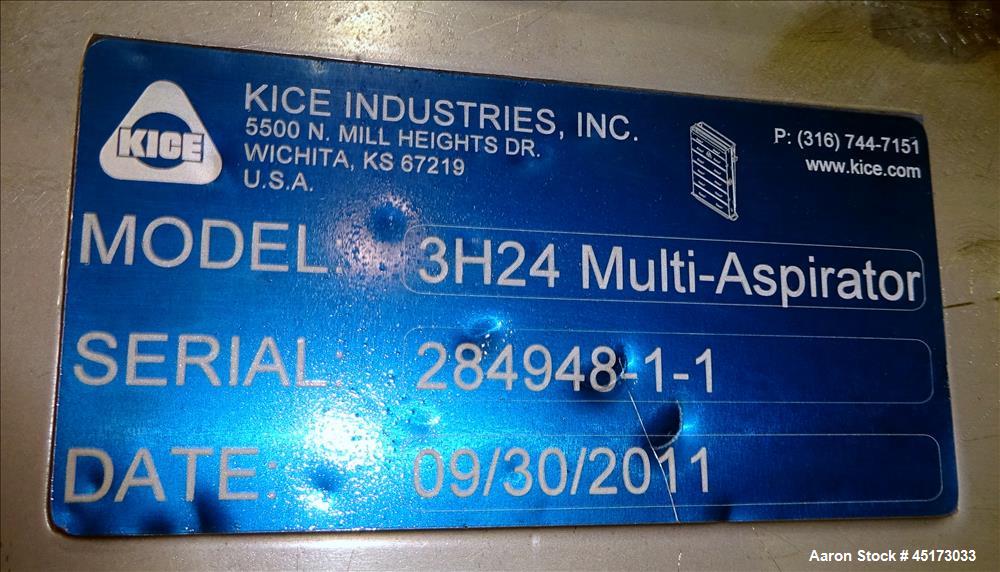 KICE
KICE INDUSTRIES, INC.
5500 N. MILL HEIGHTS DR.
WICHITA, KS 67219
U.S.A.
P: (316) 744-7151
www.kice.com
MODEL: 3H24 Multi-Aspirator
SERIAL: 284948-1-1
DATE: 09/30/2011
Aaron Stock # 45173033